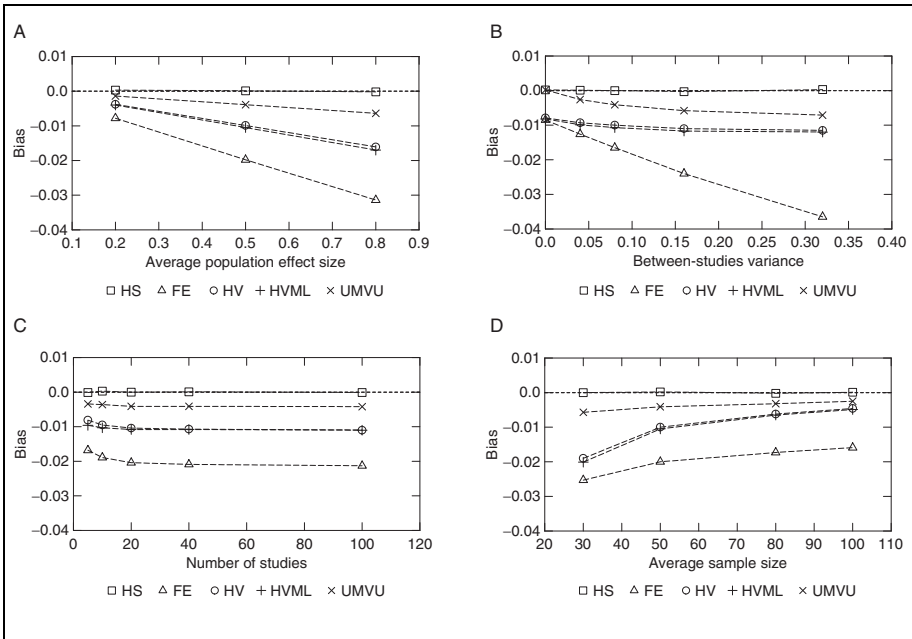 A
0.01
0.0
−0.01
−0.02
−0.03
−0.04
Bias
0.1 0.2 0.3 0.4 0.5 0.6 0.7 0.8 0.9
Average population effect size
HS FE HV HVML UMVU
B
0.01
0.0
−0.01
−0.02
−0.03
−0.04
Bias
0.0 0.05 0.10 0.15 0.20 0.25 0.30 0.35 0.40
Between-studies variance
HS FE HV HVML UMVU
C
0.01
0.0
−0.01
−0.02
−0.03
−0.04
Bias
0 20 40 60 80 100 120
Number of studies
HS FE HV HVML UMVU
D
0.01
0.0
−0.01
−0.02
−0.03
−0.04
Bias
20 30 40 50 60 70 80 90 100 110
Average sample size
HS FE HV HVML UMVU